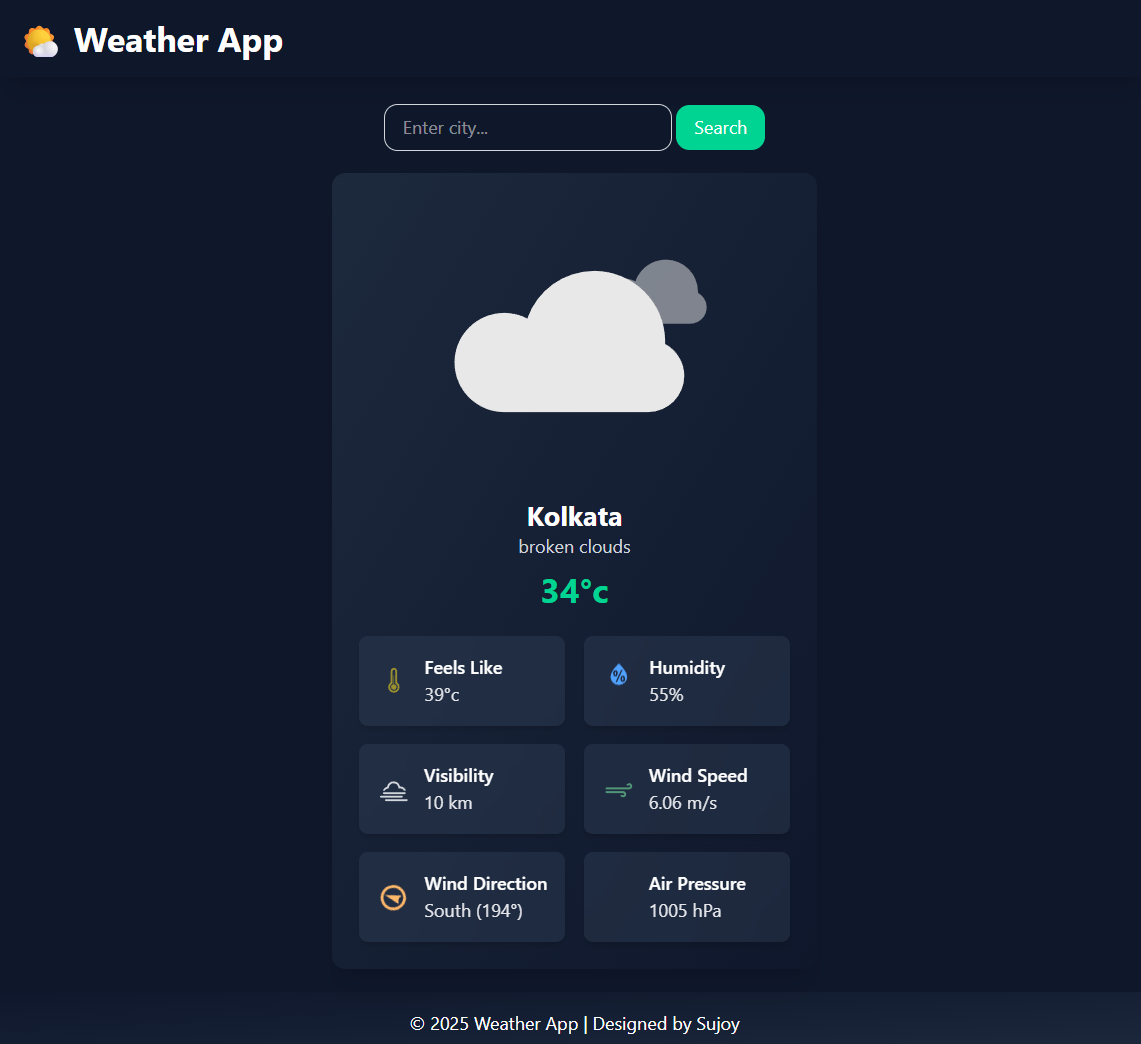 Weather App
Enter city...
Search
Kolkata
broken clouds
34°c
Feels Like
39°c
Humidity
%
55%
Visibility
10 km
Wind Speed
6.06 m/s
Wind Direction
South (194°)
Air Pressure
1005 hPa
© 2025 Weather App | Designed by Sujoy